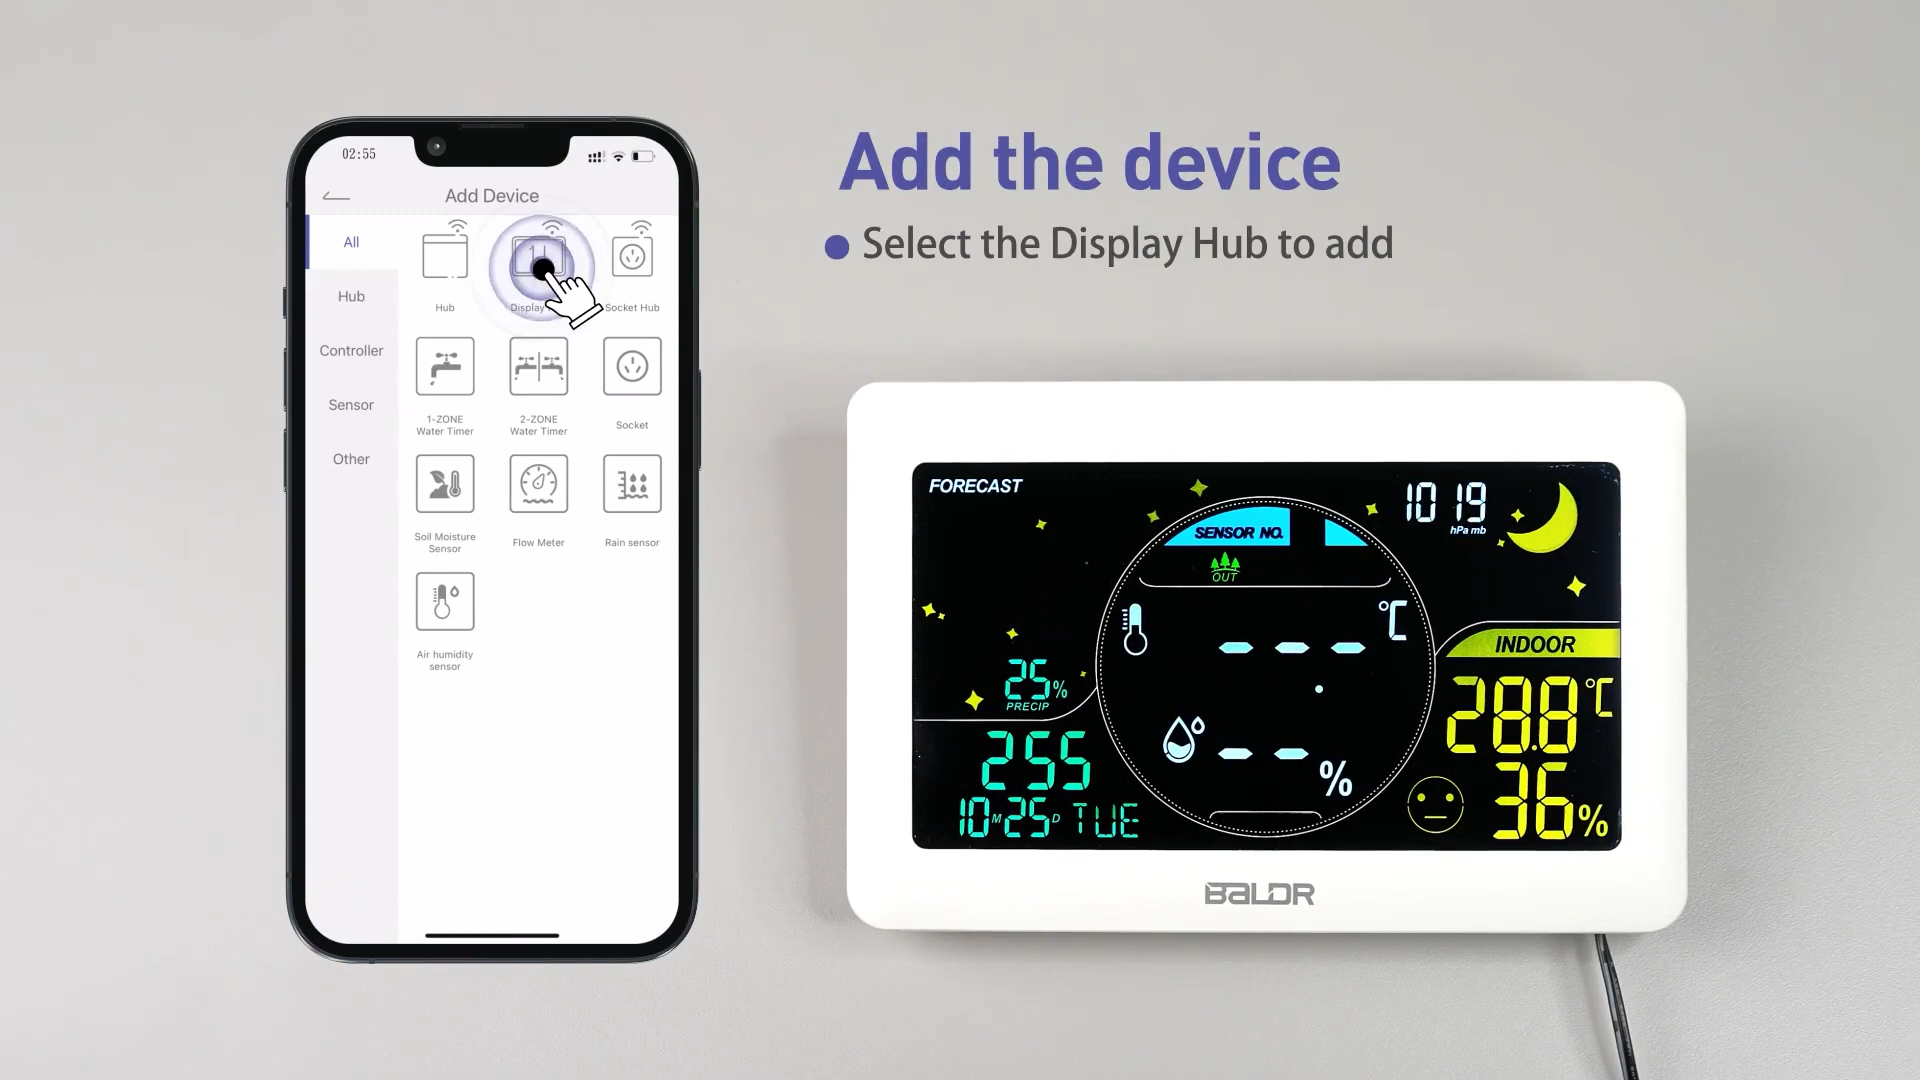 02:55
Add Device
All
Hub
Controller
Sensor
Other
Hub
Display
Socket Hub
1-ZONE
Water Timer
2-ZONE
Water Timer
Socket
Soil Moisture
Sensor
Flow Meter
Rain sensor
Air humidity
sensor
Add the device
Select the Display Hub to add
FORECAST
SENSOR NO.
1019
hPa mb
OUT
°C
- - -
- - %
25%
PRECIP
255
10M25D TUE
INDOOR
28.8°C
36%
BALDR